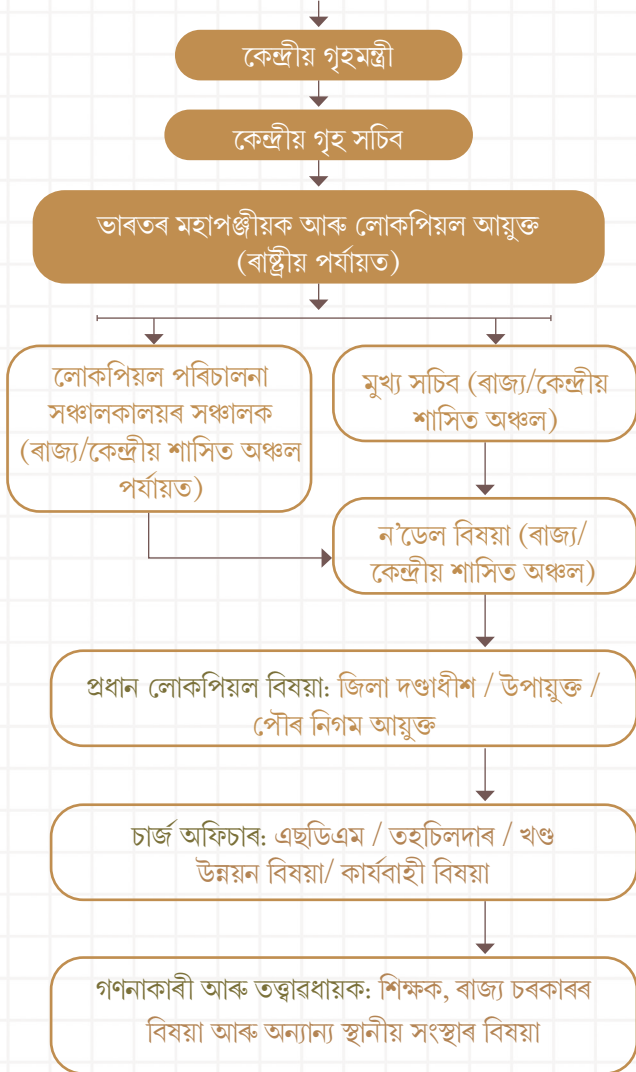 কেন্দ্ৰীয় গৃহমন্ত্ৰী
কেন্দ্ৰীয় গৃহ সচিব
ভাৰতৰ মহাপঞ্জীয়ক আৰু লোকপিয়ল আয়ুক্ত
(ৰাষ্ট্ৰীয় পৰ্যায়ত)
লোকপিয়ল পৰিচালনা
সঞ্চালকালয়ৰ সঞ্চালক
(ৰাজ্য/কেন্দ্ৰীয় শাসিত অঞ্চল
পৰ্যায়ত)
মুখ্য সচিব (ৰাজ্য/কেন্দ্ৰীয়
শাসিত অঞ্চল)
ন'ডেল বিষয়া (ৰাজ্য/
কেন্দ্ৰীয় শাসিত অঞ্চল)
প্ৰধান লোকপিয়ল বিষয়া: জিলা দণ্ডাধীশ / উপায়ুক্ত /
পৌৰ নিগম আয়ুক্ত
চাৰ্জ অফিচাৰ: এছডিএম / তহচিলদাৰ / খণ্ড
উন্নয়ন বিষয়া/ কাৰ্যবাহী বিষয়া
গণনাকাৰী আৰু তত্ত্বাৱধায়ক: শিক্ষক, ৰাজ্য চৰকাৰৰ
বিষয়া আৰু অন্যান্য স্থানীয় সংস্থাৰ বিষয়া